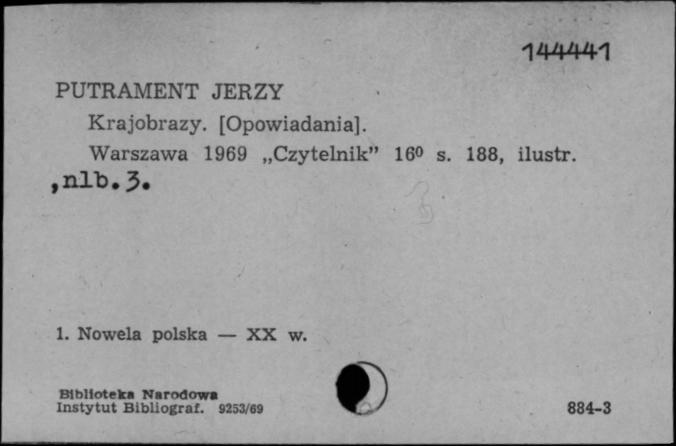 144441
PUTRAMENT JERZY
Krajobrazy. [Opowiadania].
Warszawa 1969 „Czytelnik” 16⁰ s. 188, ilustr.
,nlb.3.
3
1. Nowela polska — XX w.
Biblioteka Narodowa
Instytut Bibliograf. 9253/69
884-3